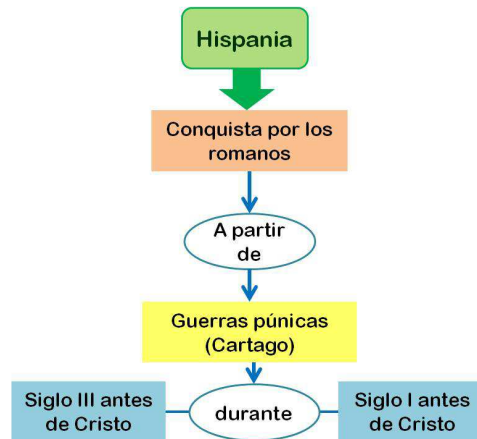 Hispania
Conquista por los
romanos
A partir
de
Guerras púnicas
(Cartago)
Siglo III antes
de Cristo
durante
Siglo I antes
de Cristo